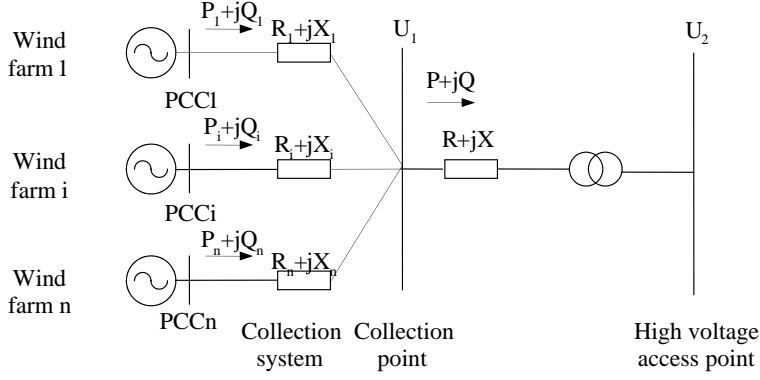 P₁+jQ₁
R₁+jX₁
U₁
U₂
Wind
farm 1
PCC1
P+jQ
Pᵢ+jQᵢ
Rᵢ+jXᵢ
R+jX
Wind
farm i
PCCi
Pₙ+jQₙ
Rₙ+jXₙ
Wind
farm n
PCCn
Collection
system
Collection
point
High voltage
access point